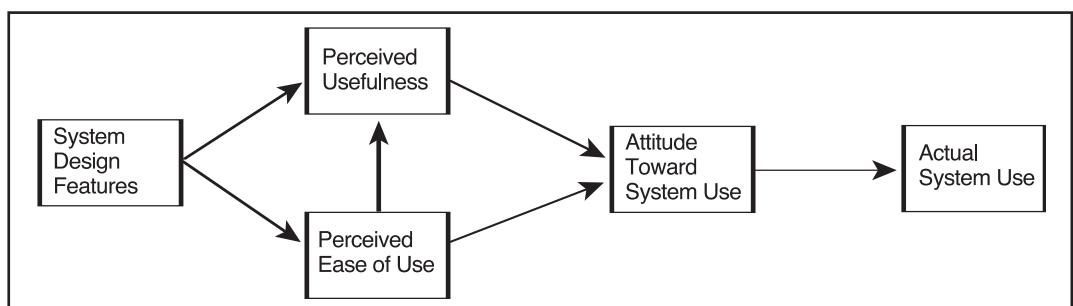 System
Design
Features
Perceived
Usefulness
Perceived
Ease of Use
Attitude
Toward
System Use
Actual
System Use